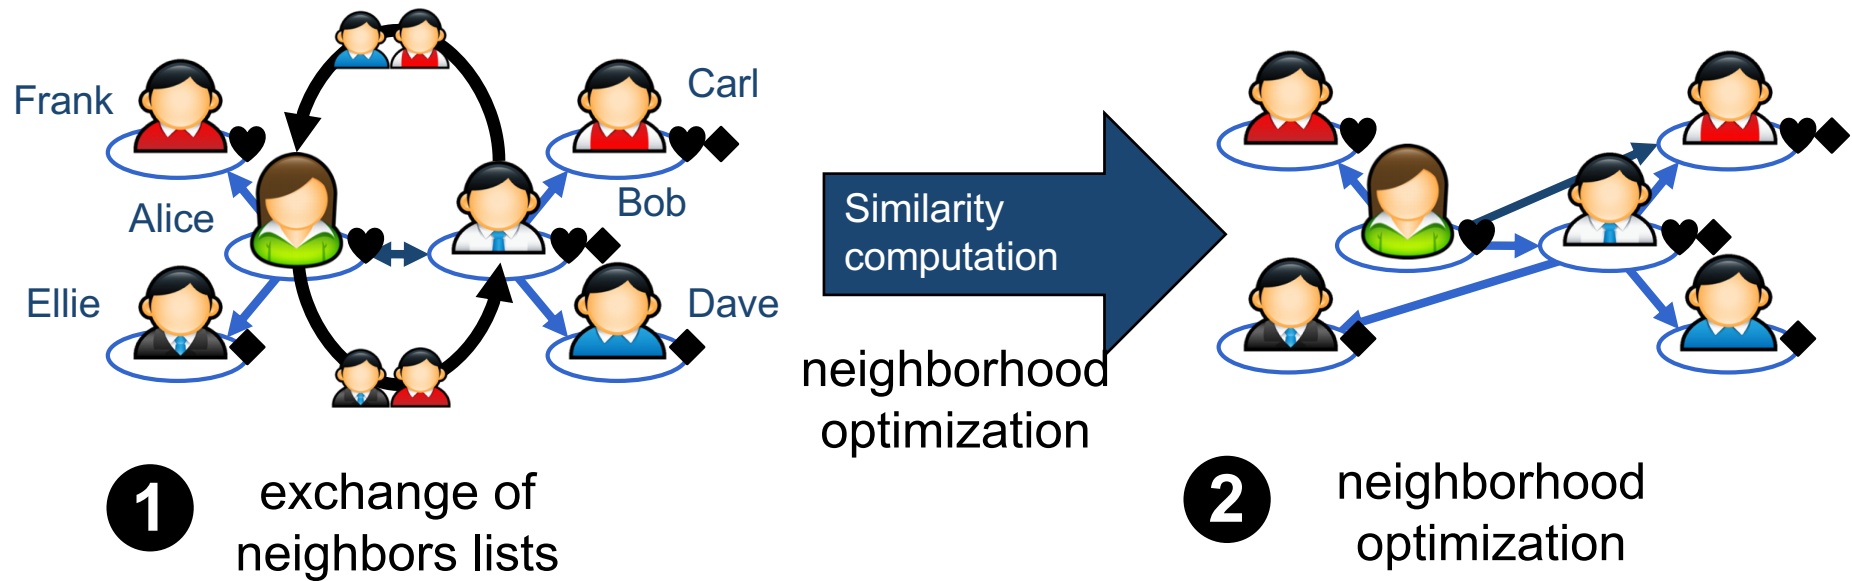 Frank
Carl
Alice
Bob
Ellie
Dave
Similarity
computation
neighborhood
optimization
1
exchange of
neighbors lists
2
neighborhood
optimization